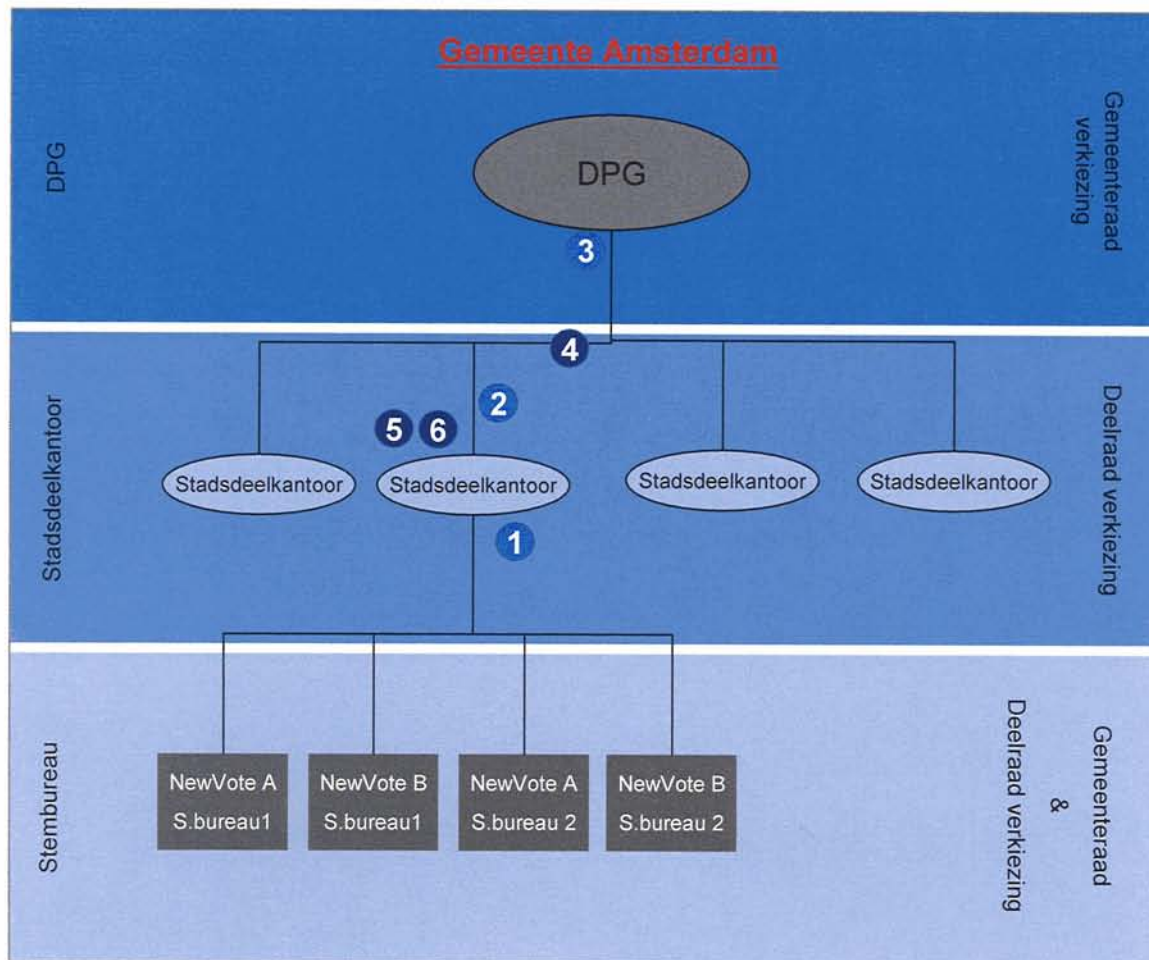 Gemeente Amsterdam
DPG
Gemeenteraad
verkiezing
DPG
3
4
2
5 6
Stadsdeelkantoor
Deelraad verkiezing
Stadsdeelkantoor
Stadsdeelkantoor
Stadsdeelkantoor
Stadsdeelkantoor
1
Stembureau
Gemeenteraad
&
Deelraad verkiezing
NewVote A
S.bureau1
NewVote B
S.bureau1
NewVote A
S.bureau 2
NewVote B
S.bureau 2